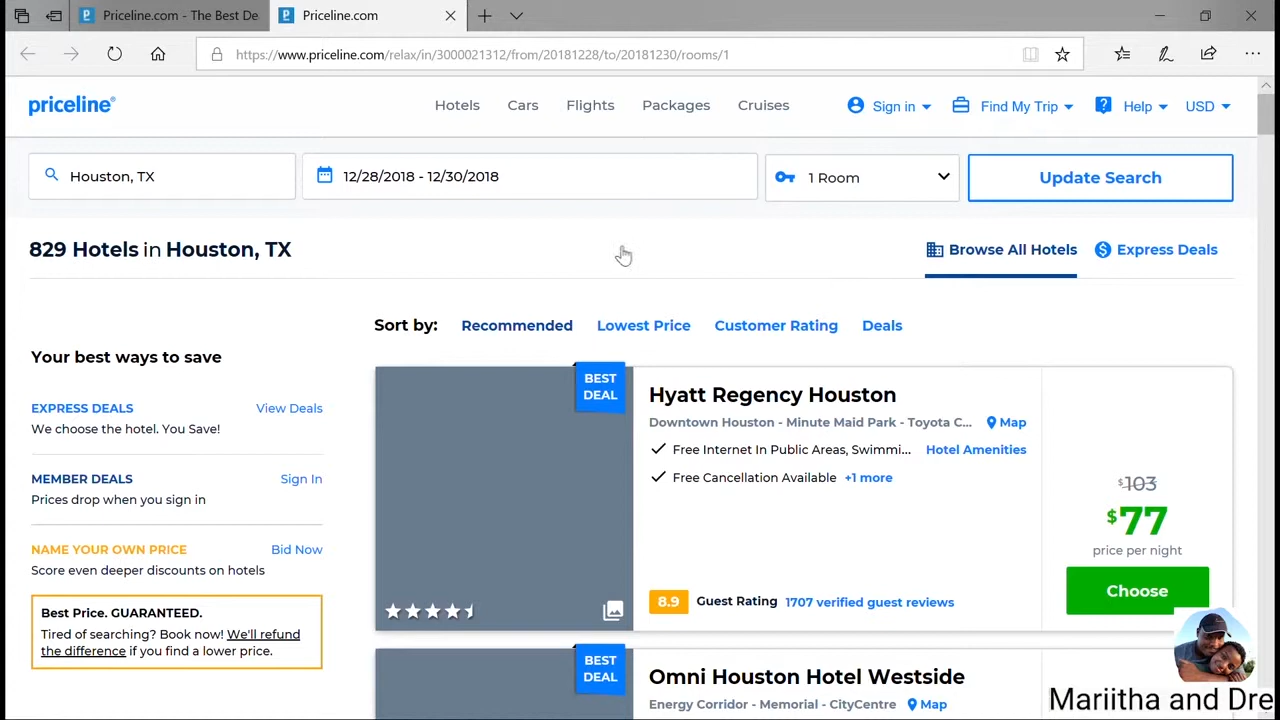 Priceline.com - The Best De
Priceline.com
https://www.priceline.com/relax/in/3000021312/from/20181228/to/20181230/rooms/1
priceline®
Hotels
Cars
Flights
Packages
Cruises
Sign in
Find My Trip
Help
USD
Houston, TX
12/28/2018 - 12/30/2018
1 Room
Update Search
829 Hotels in Houston, TX
Browse All Hotels
Express Deals
Sort by:
Recommended
Lowest Price
Customer Rating
Deals
Your best ways to save
EXPRESS DEALS
View Deals
We choose the hotel. You Save!
MEMBER DEALS
Sign In
Prices drop when you sign in
NAME YOUR OWN PRICE
Bid Now
Score even deeper discounts on hotels
Best Price. GUARANTEED.
Tired of searching? Book now! We'll refund
the difference if you find a lower price.
BEST
DEAL
Hyatt Regency Houston
Downtown Houston - Minute Maid Park - Toyota C...
Map
Free Internet In Public Areas, Swimmi...
Hotel Amenities
Free Cancellation Available
+1 more
8.9
Guest Rating
1707 verified guest reviews
$103
$77
price per night
Choose
BEST
DEAL
Omni Houston Hotel Westside
Energy Corridor - Memorial - CityCentre
Map
Mariitha and Dre